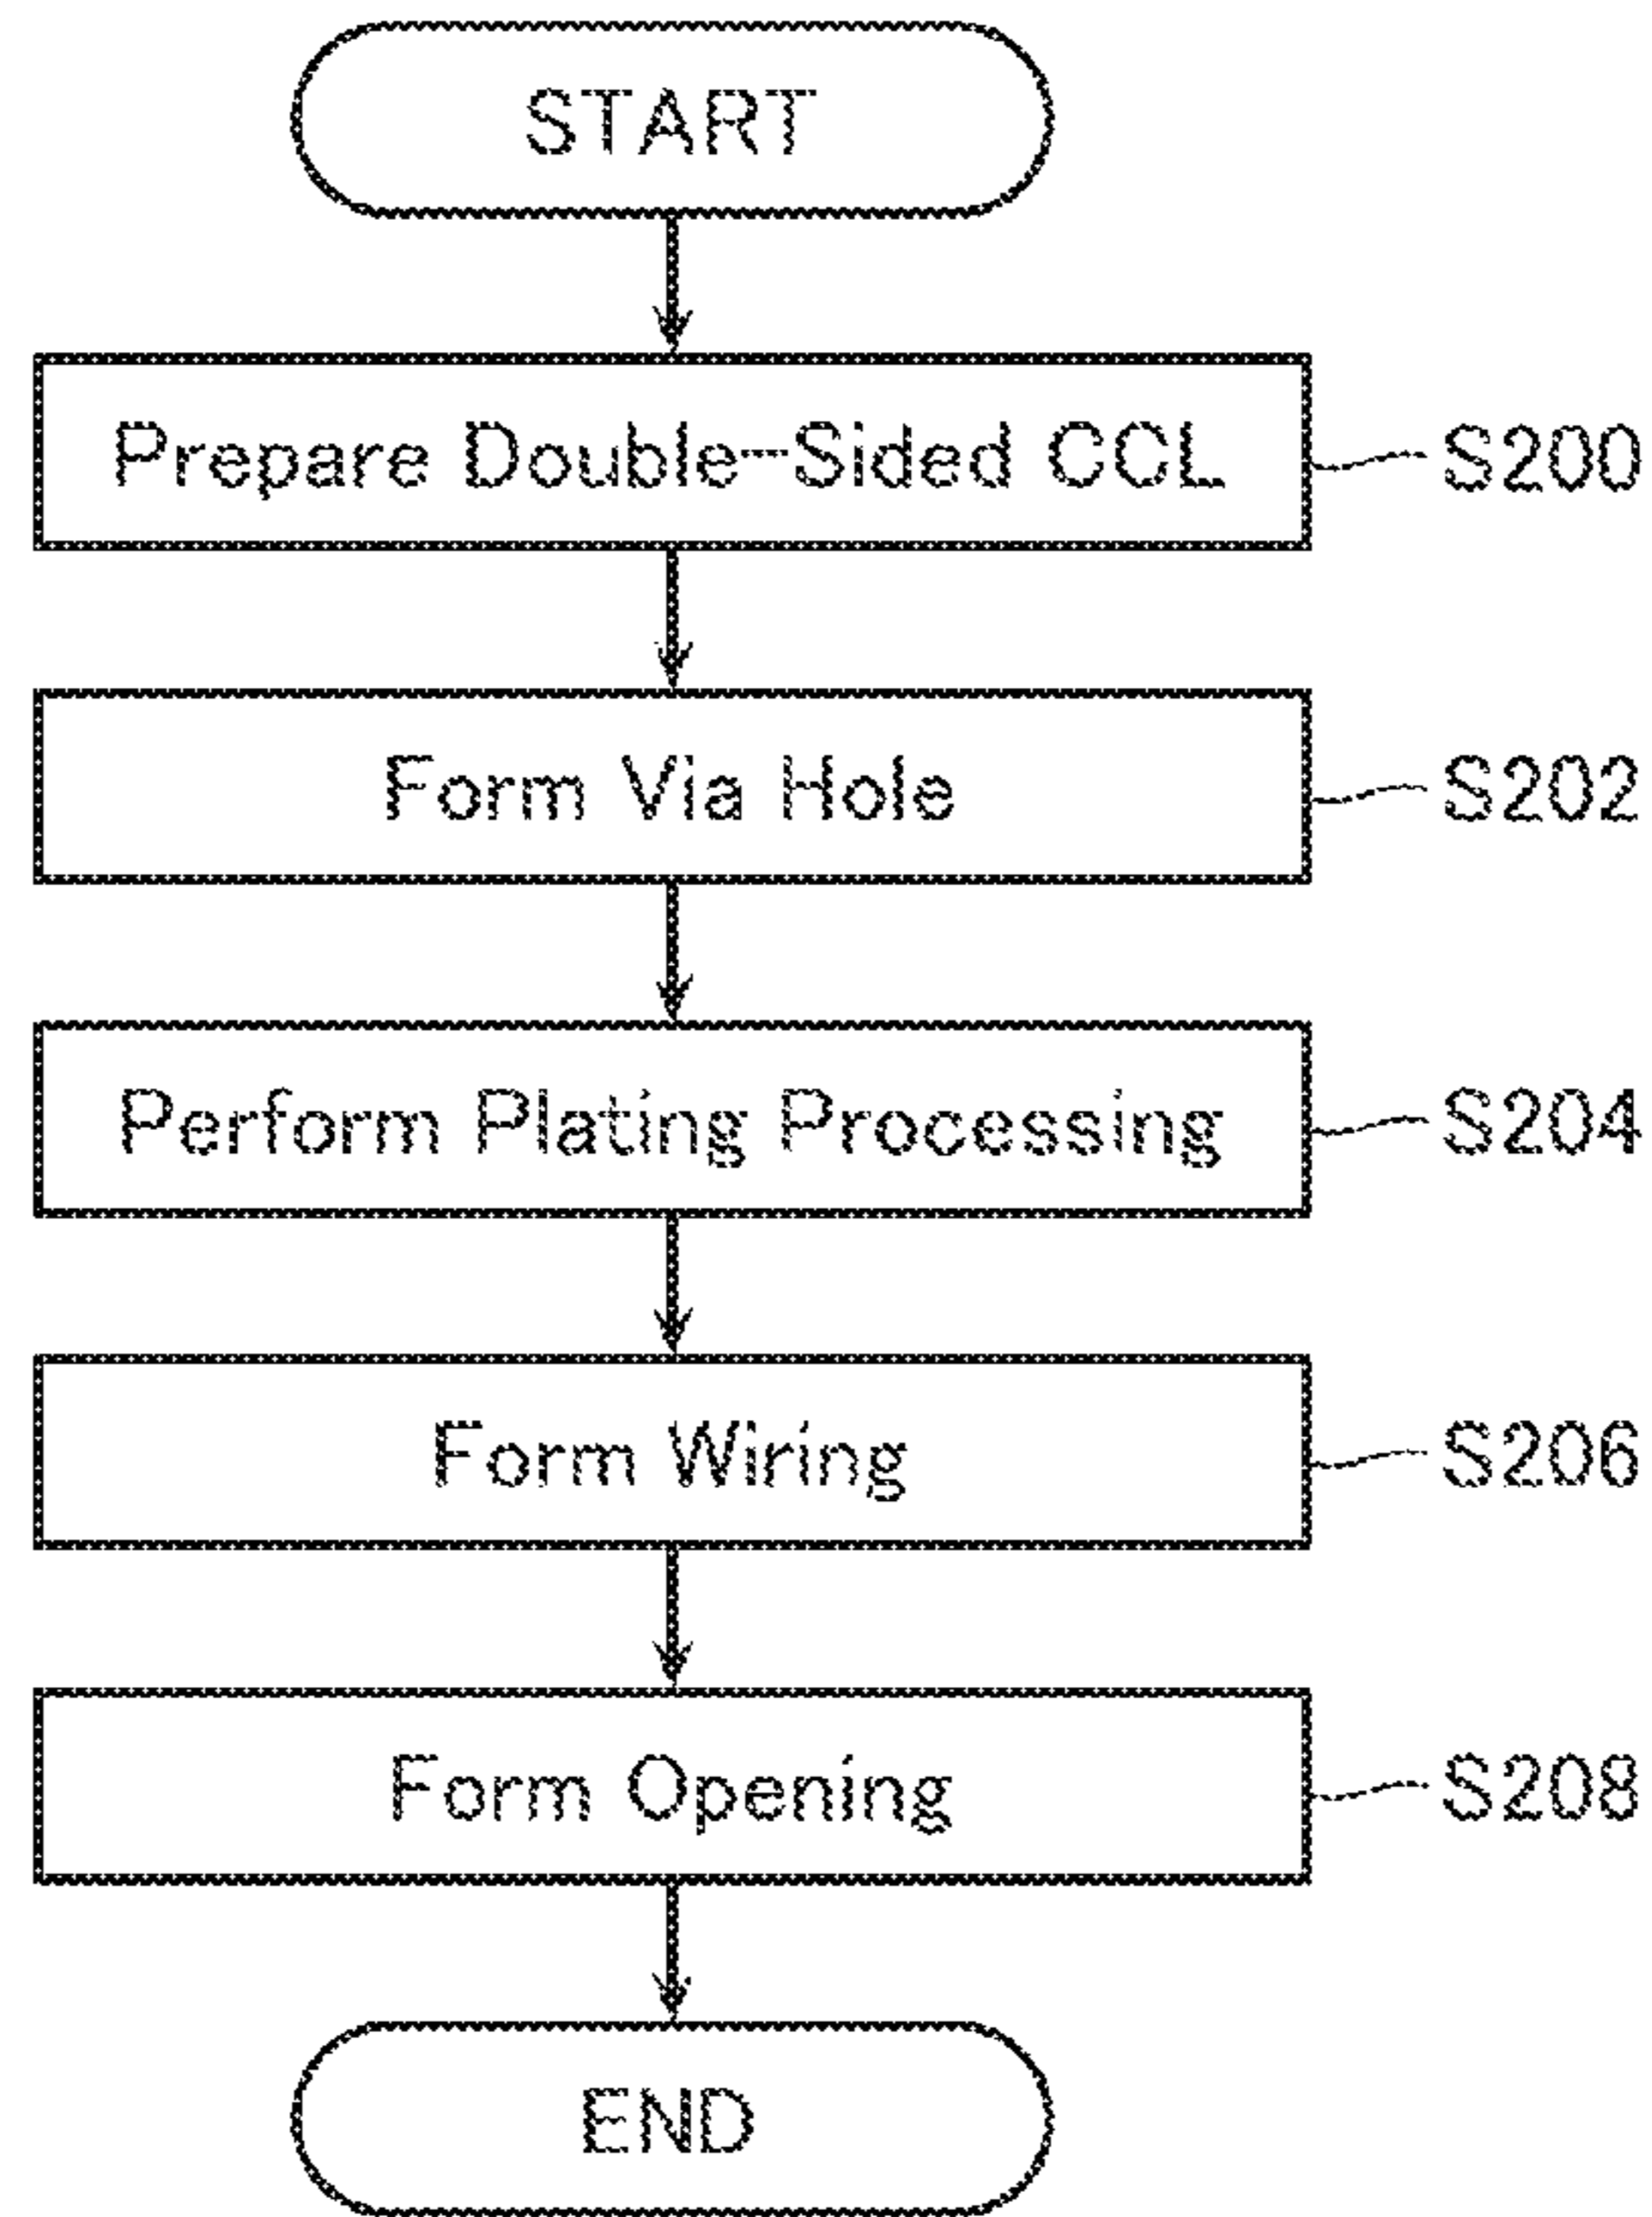 START
Prepare Double-Sided CCL S200
Form Via Hole S202
Perform Plating Processing S204
Form Wiring S206
Form Opening S208
END